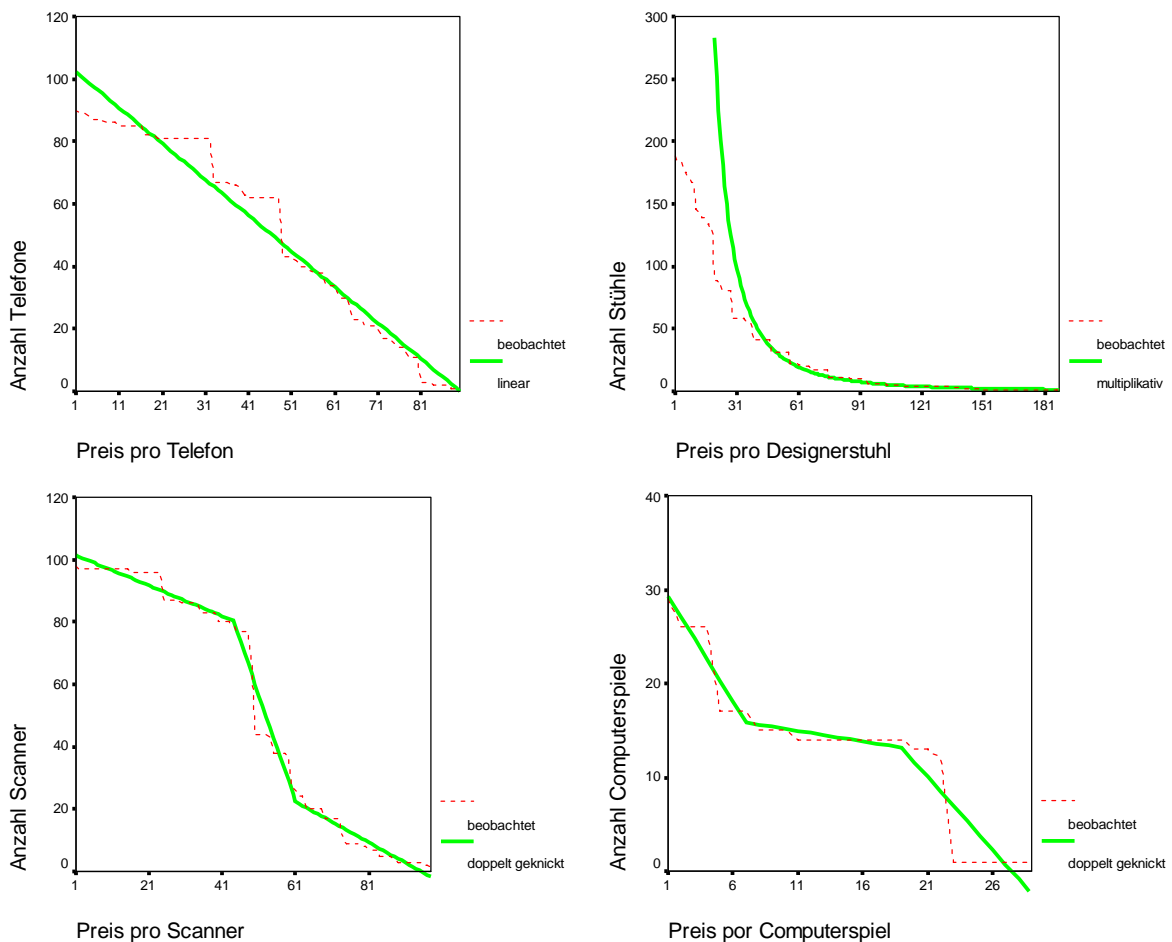 120
100
80
60
40
20
0
Anzahl Telefone
1 11 21 31 41 51 61 71 81
Preis pro Telefon
beobachtet
linear
300
250
200
150
100
50
0
Anzahl Stühle
1 31 61 91 121 151 181
Preis pro Designerstuhl
beobachtet
multiplikativ
120
100
80
60
40
20
0
Anzahl Scanner
1 21 41 61 81
Preis pro Scanner
beobachtet
doppelt geknickt
40
30
20
10
0
Anzahl Computerspiele
1 6 11 16 21 26
Preis por Computerspiel
beobachtet
doppelt geknickt